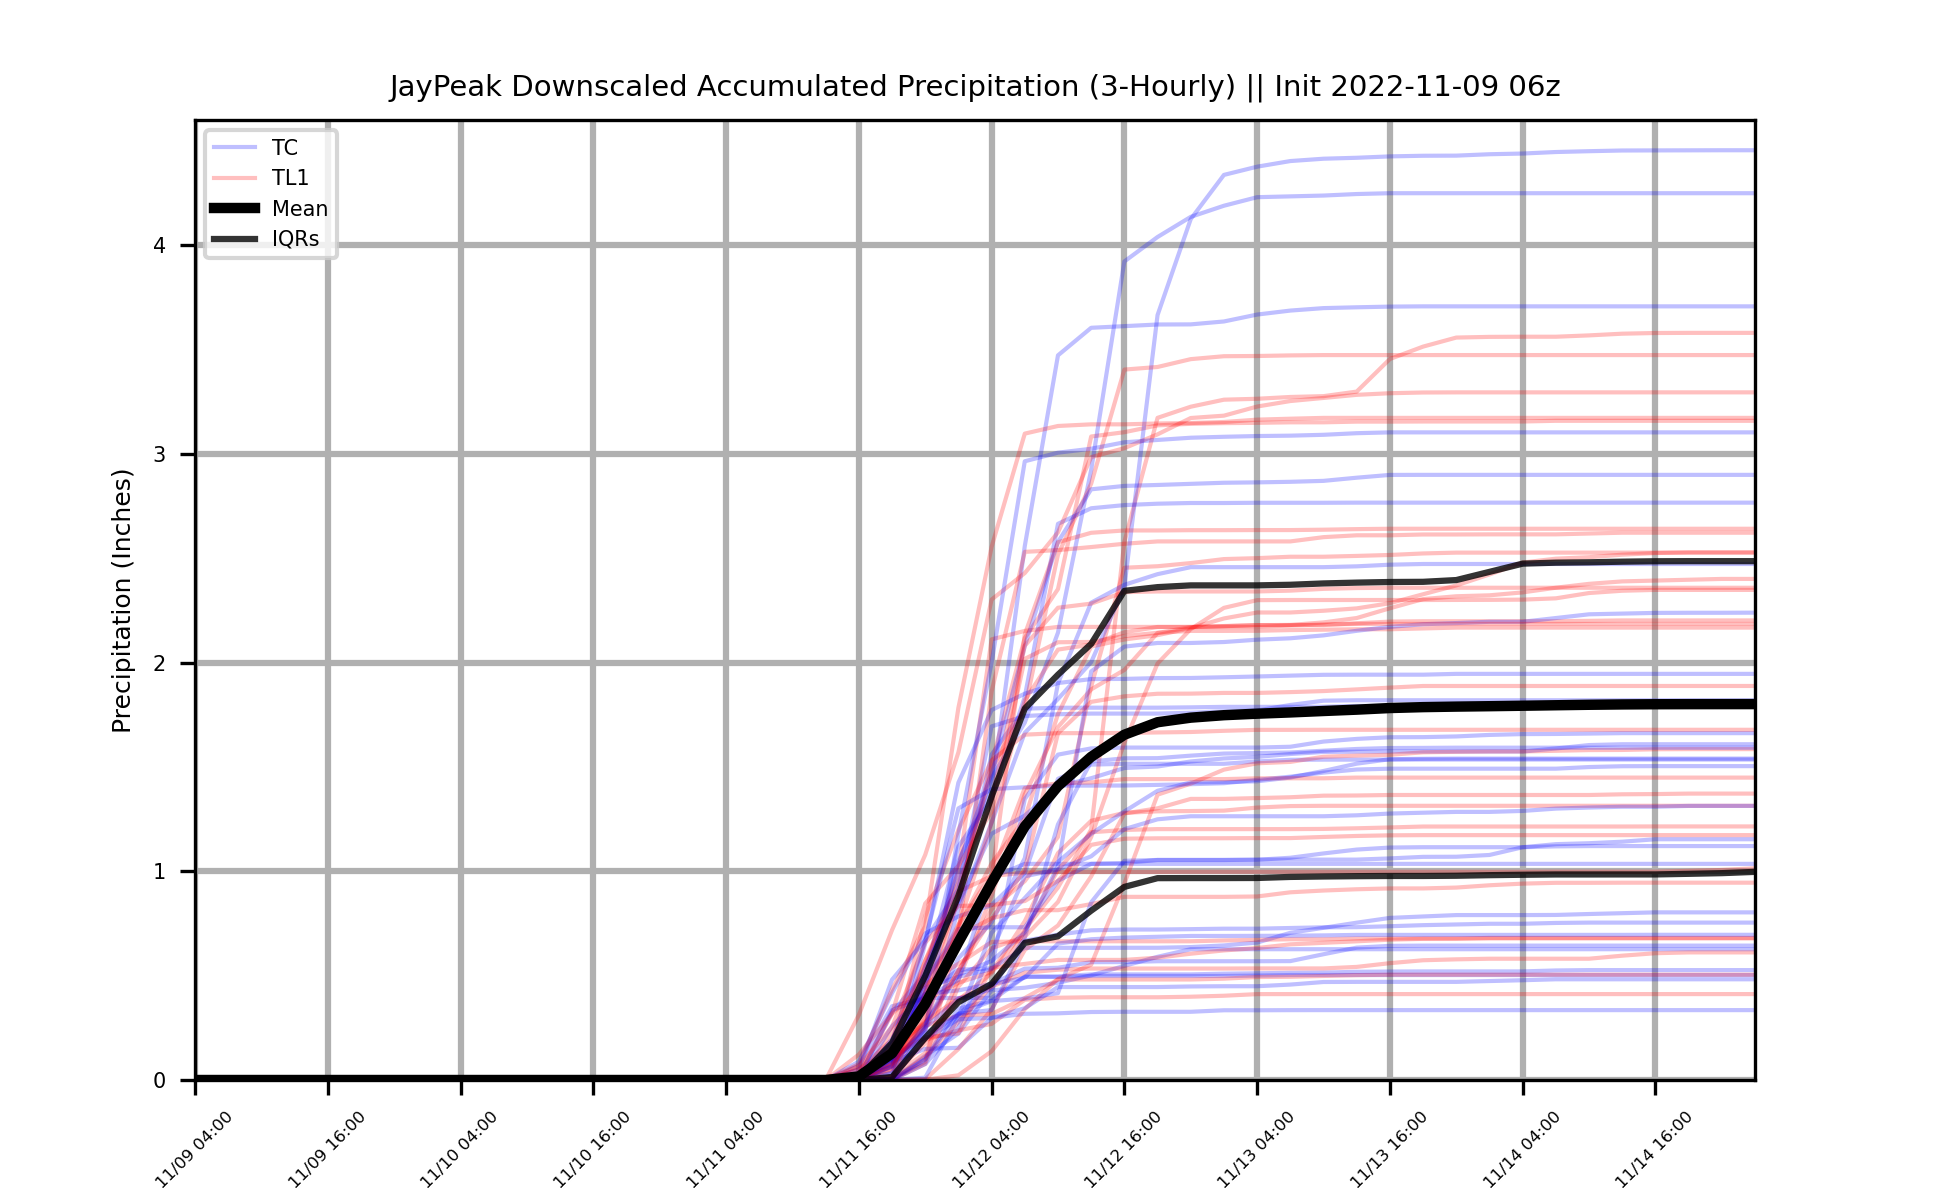 JayPeak Downscaled Accumulated Precipitation (3-Hourly) || Init 2022-11-09 06z
TC
TL1
Mean
IQRs
Precipitation (Inches)
4
3
2
1
0
11/09 04:00
11/09 16:00
11/10 04:00
11/10 16:00
11/11 04:00
11/11 16:00
11/12 04:00
11/12 16:00
11/13 04:00
11/13 16:00
11/14 04:00
11/14 16:00